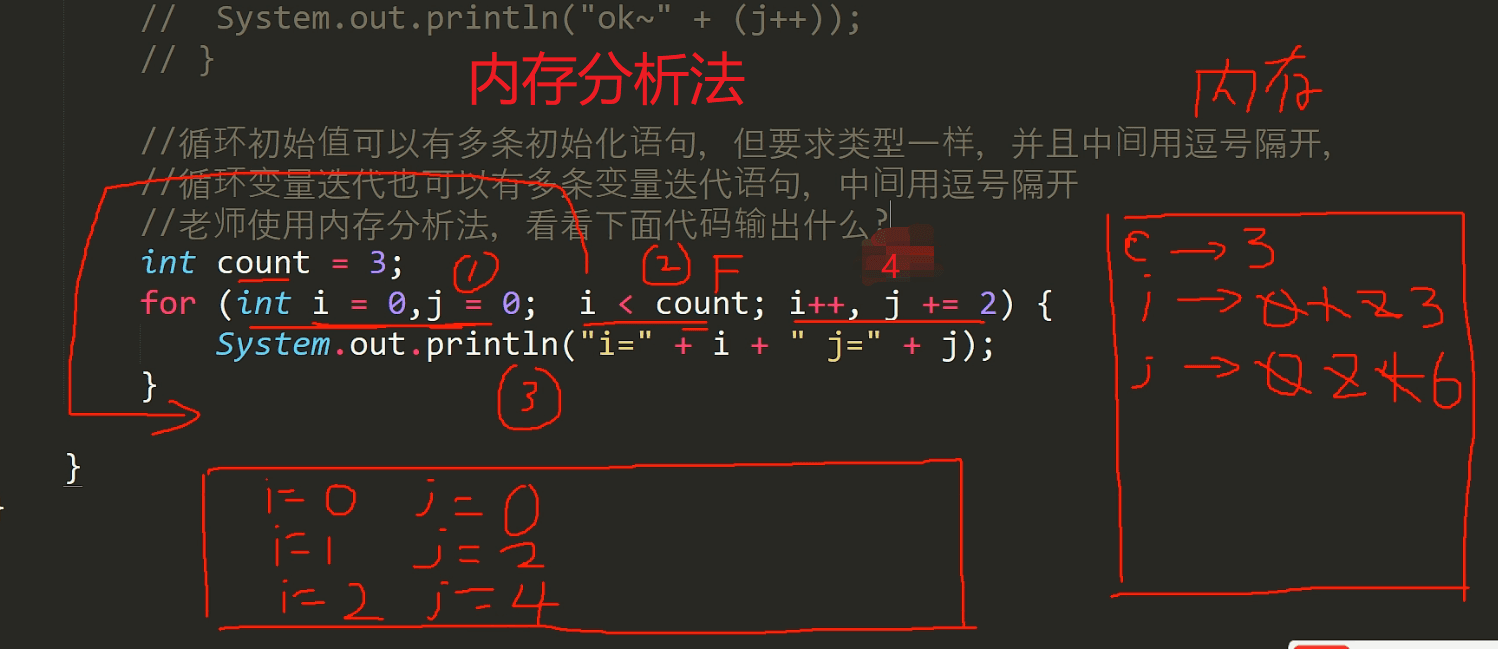 //  System.out.println("ok~" + (j++));
// }
内存分析法
内存
//循环初始值可以有多条初始化语句, 但要求类型一样, 并且中间用逗号隔开,
//循环变量迭代也可以有多条变量迭代语句, 中间用逗号隔开
//老师使用内存分析法, 看看下面代码输出什么?
int count = 3;
① ② F 4
for (int i = 0,j = 0;  i < count; i++, j += 2) {
System.out.println("i=" + i + " j=" + j);
}
③
}
c → 3
i → 0 1 2 3
j → 0 2 4 6
i=0 j=0
i=1 j=2
i=2 j=4